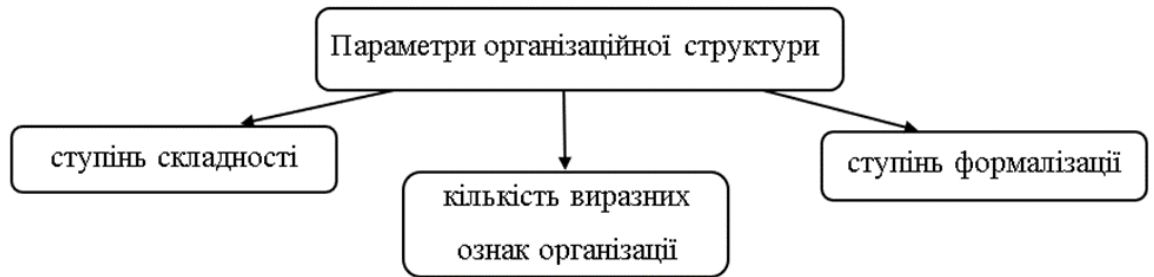 Параметри організаційної структури
ступінь складності
кількість виразних
ознак організації
ступінь формалізації